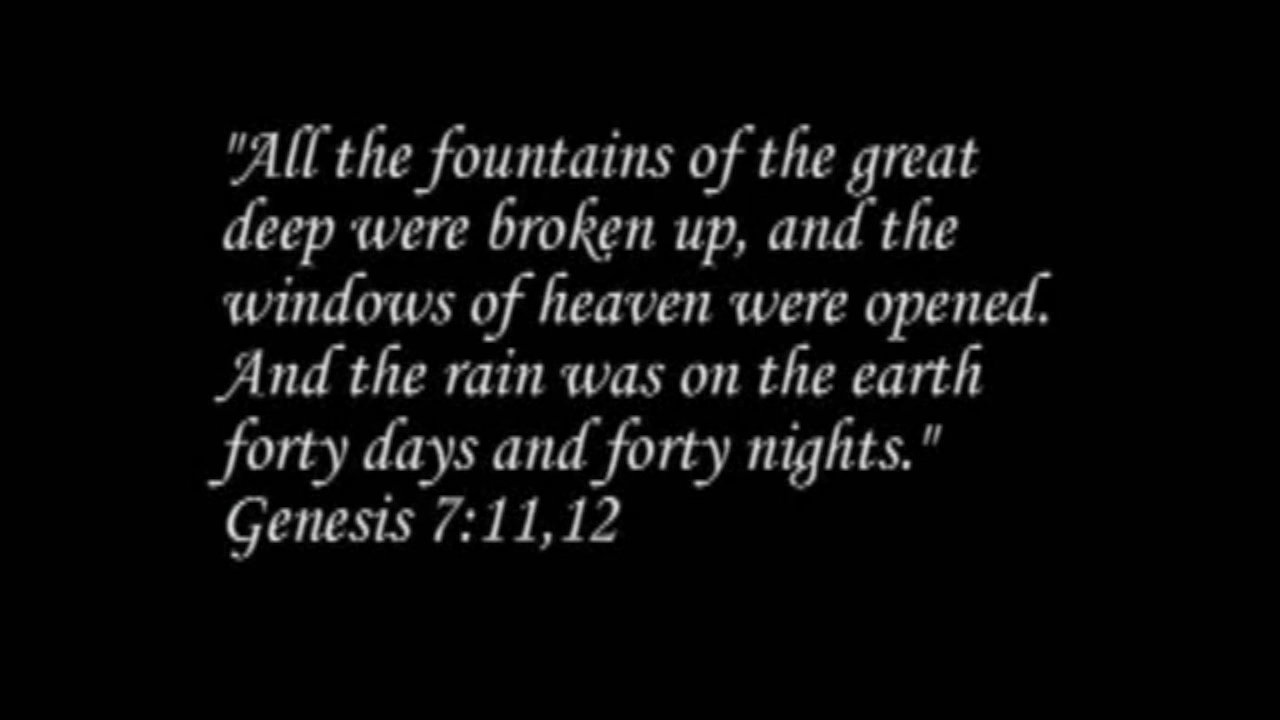 "All the fountains of the great
deep were broken up, and the
windows of heaven were opened.
And the rain was on the earth
forty days and forty nights."
Genesis 7:11,12